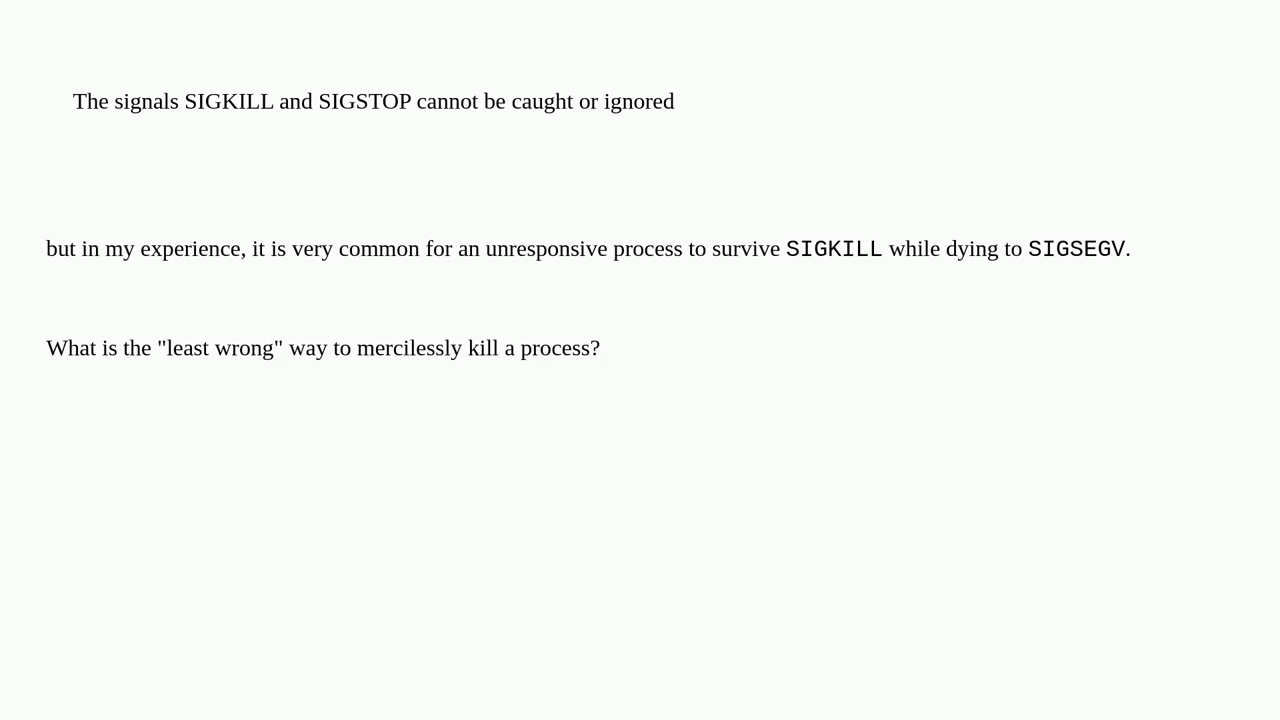 The signals SIGKILL and SIGSTOP cannot be caught or ignored
but in my experience, it is very common for an unresponsive process to survive SIGKILL while dying to SIGSEGV.
What is the "least wrong" way to mercilessly kill a process?